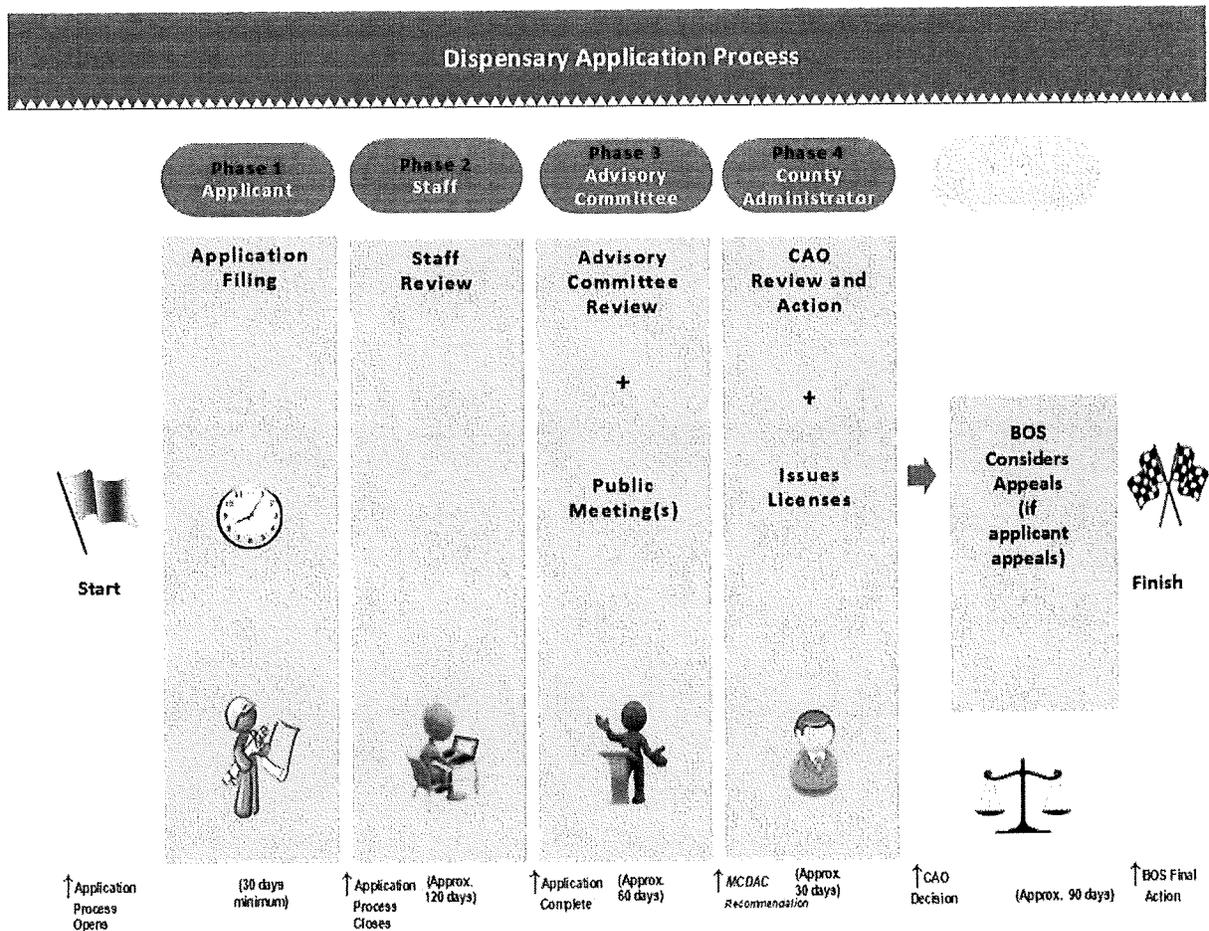 Dispensary Application Process
Phase 1
Applicant
Phase 2
Staff
Phase 3
Advisory
Committee
Phase 4
County
Administrator
Application
Filing
Staff
Review
Advisory
Committee
Review
+
Public
Meeting(s)
CAO
Review and
Action
+
Issues
Licenses
BOS
Considers
Appeals
(if
applicant
appeals)
Start
Finish
↑Application
Process
Opens
(30 days
minimum)
↑Application
Process
Closes
(Approx.
120 days)
↑Application
Complete
(Approx.
60 days)
↑MCDAC
Recommendation
(Approx.
30 days)
↑CAO
Decision
(Approx. 90 days)
↑BOS Final
Action